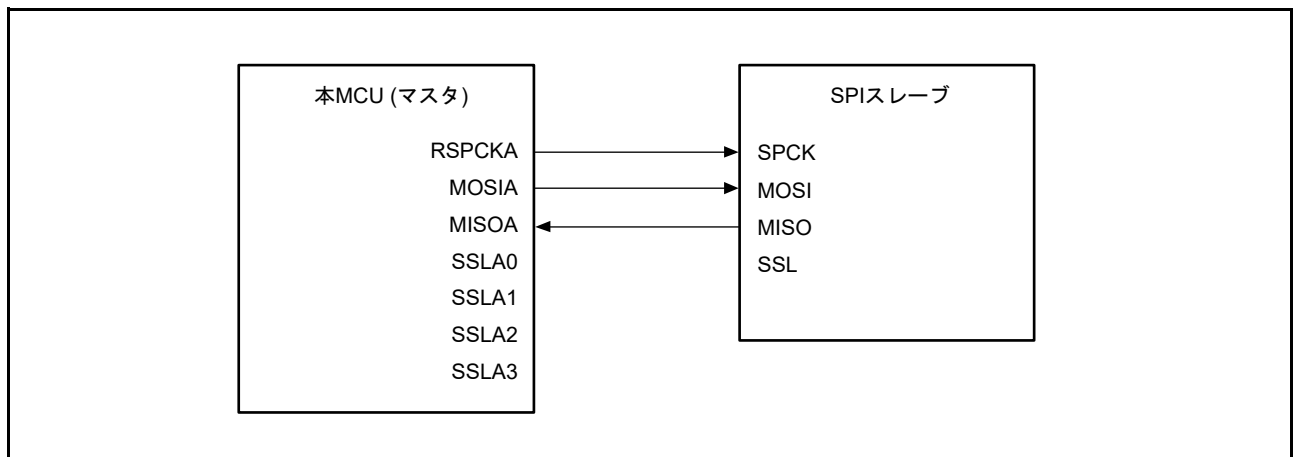 本MCU (マスタ)
RSPCKA
MOSIA
MISOA
SSLA0
SSLA1
SSLA2
SSLA3
SPIスレーブ
SPCK
MOSI
MISO
SSL